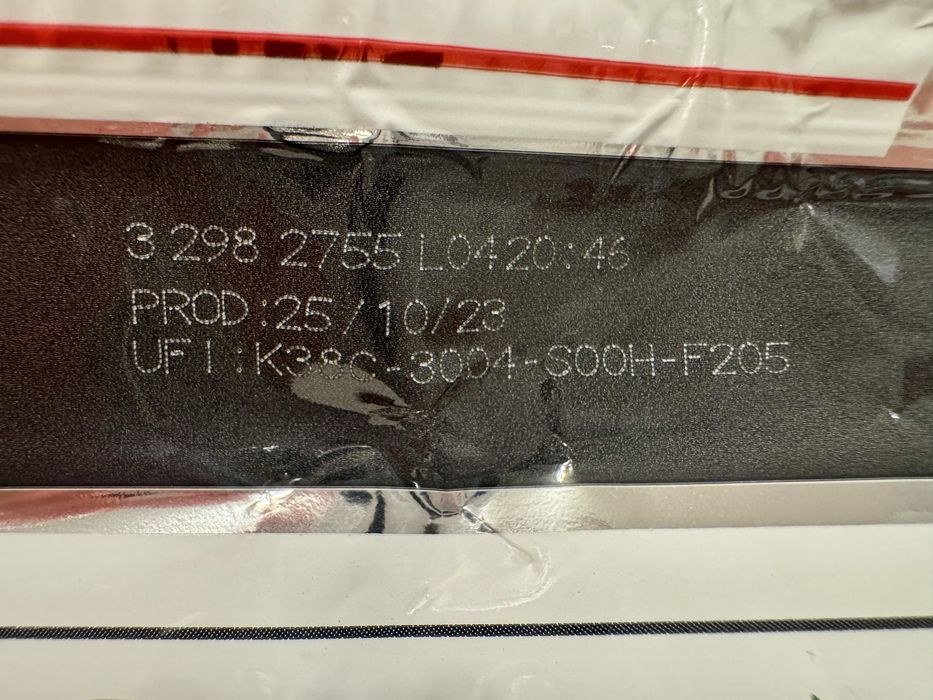 3 298 2755 L0420:46
PROD:25/10/23
UFI:K38C-3004-S00H-F205